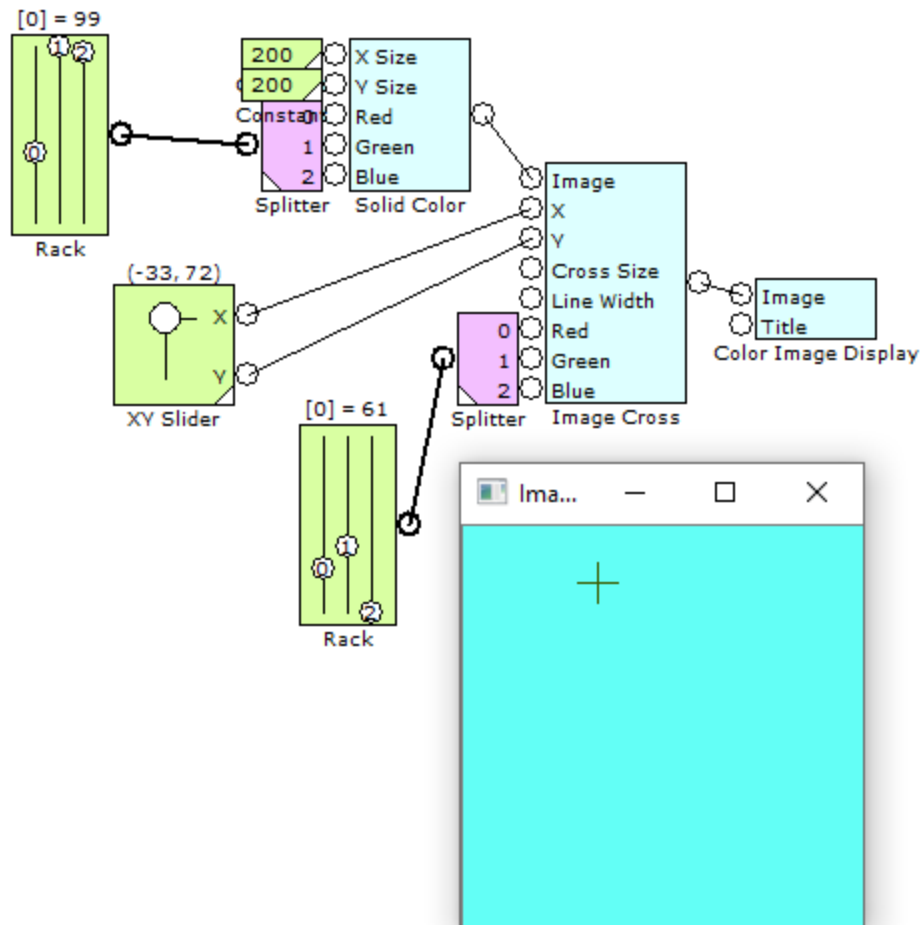 [0] = 99
0
1
2
Rack
200
200
Constant
0
1
2
Splitter
X Size
Y Size
Red
Green
Blue
Solid Color
(-33, 72)
X
Y
XY Slider
Image
X
Y
Cross Size
Line Width
Red
Green
Blue
Image Cross
0
1
2
Splitter
Image
Title
Color Image Display
[0] = 61
0
1
2
Rack
Ima...